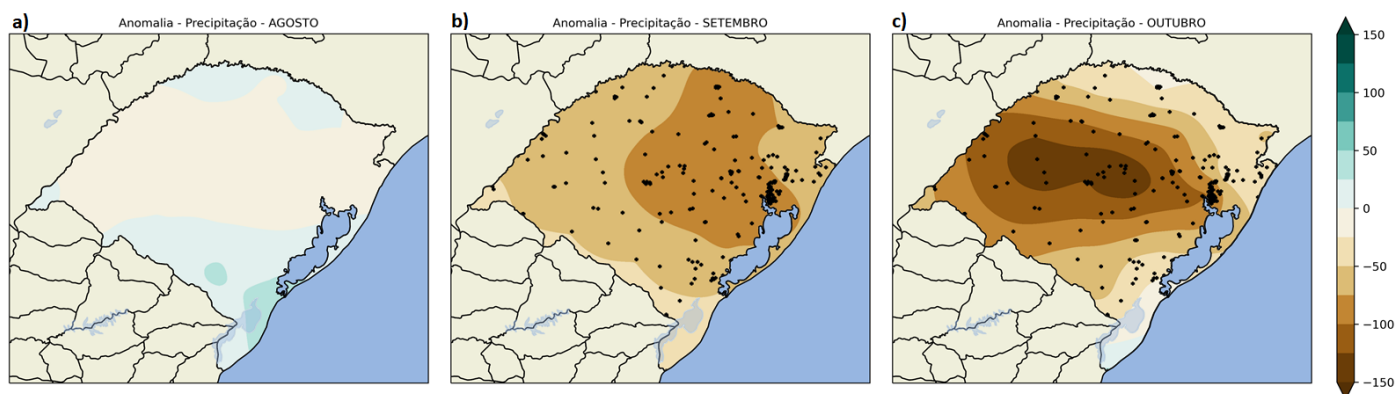 a)
Anomalia - Precipitação - AGOSTO
b)
Anomalia - Precipitação - SETEMBRO
c)
Anomalia - Precipitação - OUTUBRO
150
100
50
0
−50
−100
−150